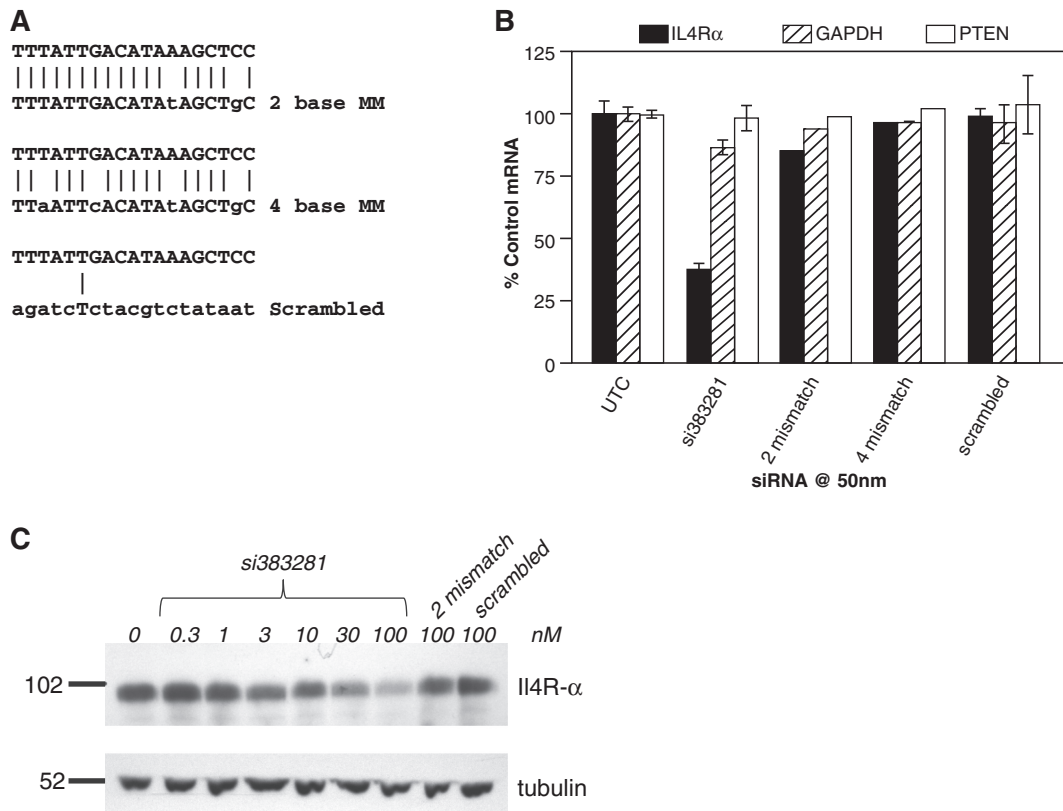 A
TTTATTGACATAAAGCTCC
TTTATTGACATAtAGCTgC 2 base MM
TTTATTGACATAAAGCTCC
TTaATTcACATAtAGCTgC 4 base MM
TTTATTGACATAAAGCTCC
agatcTctacgtctataat Scrambled
B
IL4Rα GAPDH PTEN
% Control mRNA
125
100
75
50
25
0
UTC
si383281
2 mismatch
4 mismatch
scrambled
siRNA @ 50nm
C
si383281
2 mismatch
scrambled
0 0.3 1 3 10 30 100 100 100 nM
102
Il4R-α
52
tubulin